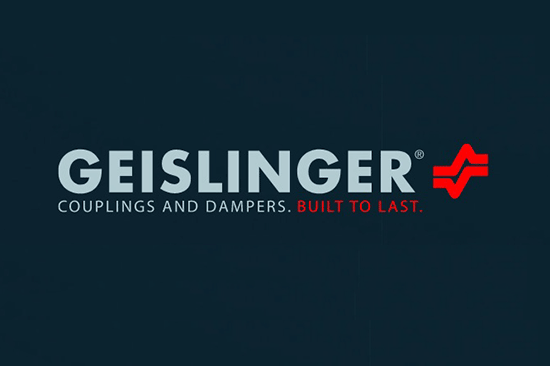 GEISLINGER®
COUPLINGS AND DAMPERS. BUILT TO LAST.